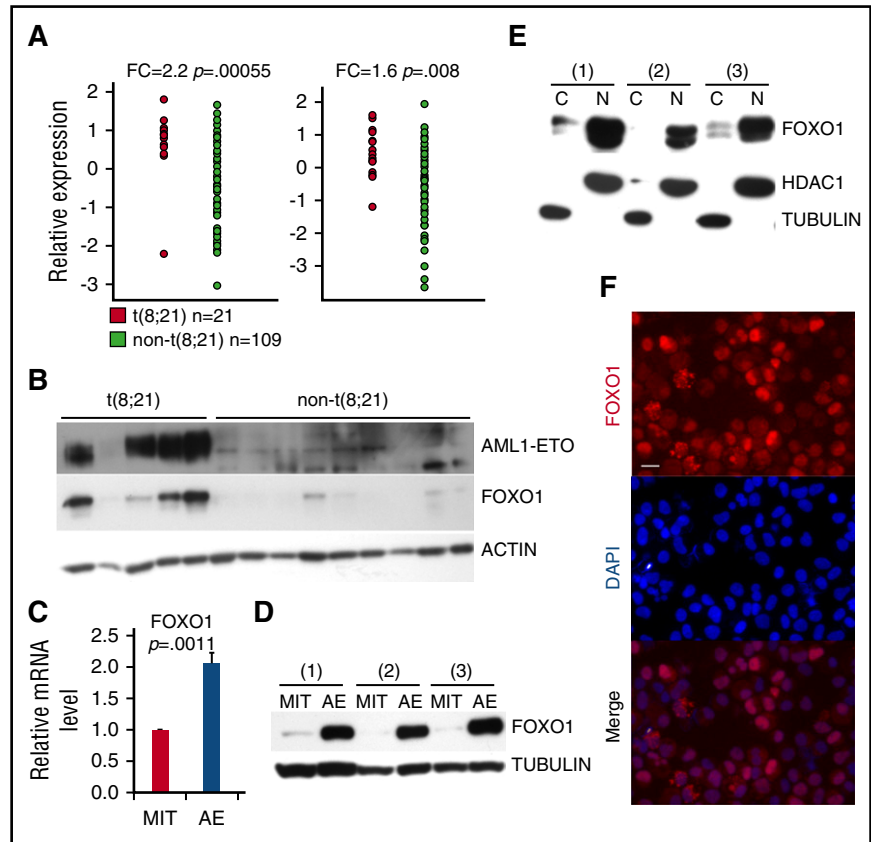 A
FC=2.2 p=.00055
FC=1.6 p=.008
Relative expression
2
1
0
-1
-2
-3
2
1
0
-1
-2
-3
t(8;21) n=21
non-t(8;21) n=109
B
t(8;21)
non-t(8;21)
AML1-ETO
FOXO1
ACTIN
C
FOXO1
p=.0011
Relative mRNA
level
2.5
2.0
1.5
1.0
0.5
0.0
MIT AE
D
(1) (2) (3)
MIT AE MIT AE MIT AE
FOXO1
TUBULIN
E
(1) (2) (3)
C N C N C N
FOXO1
HDAC1
TUBULIN
F
FOXO1
DAPI
Merge